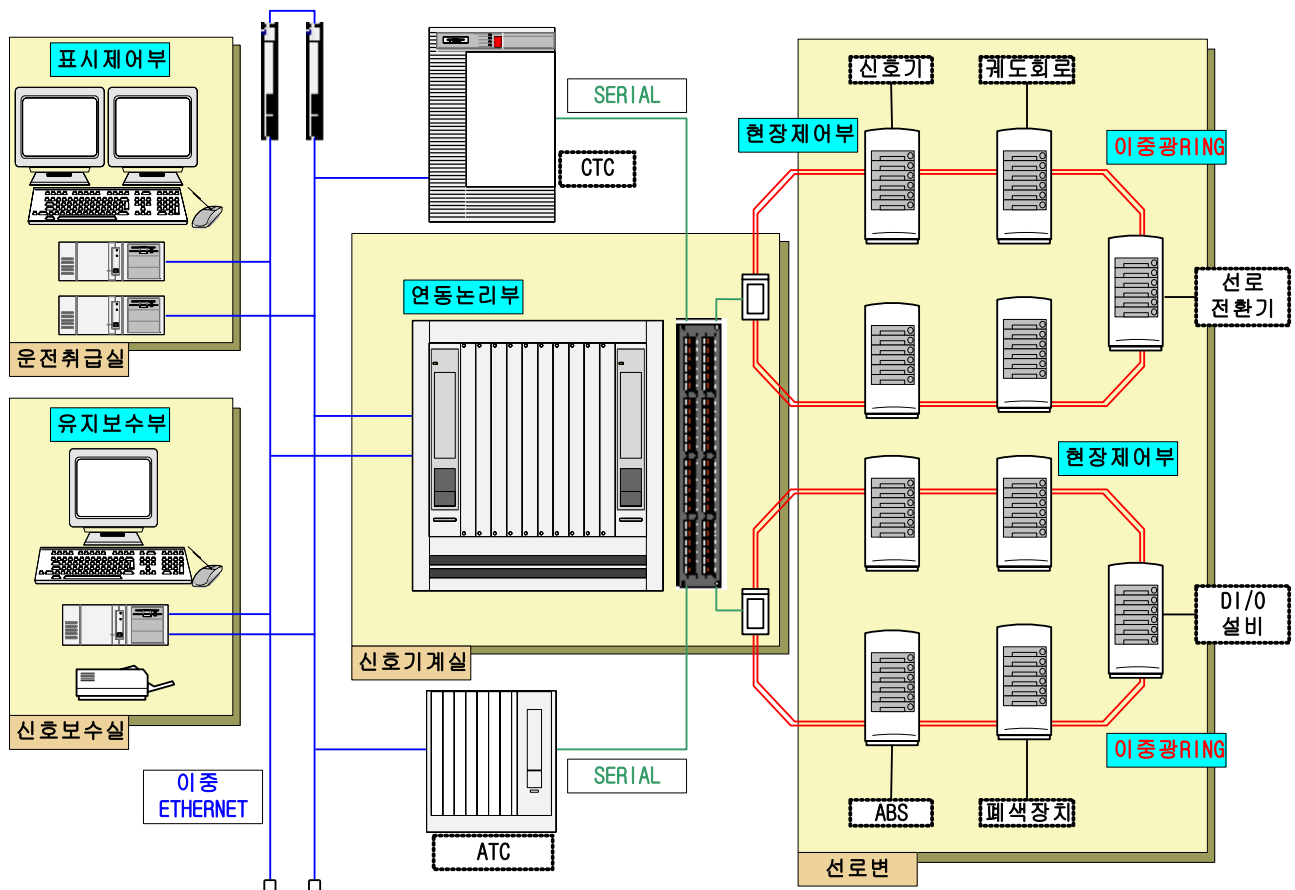 표시제어부
운전취급실
유지보수부
신호보수실
이중
ETHERNET
SERIAL
CTC
연동논리부
신호기계실
SERIAL
ATC
신호기
궤도회로
현장제어부
이중광RING
선로
전환기
현장제어부
DI/O
설비
이중광RING
ABS
폐색장치
선로변